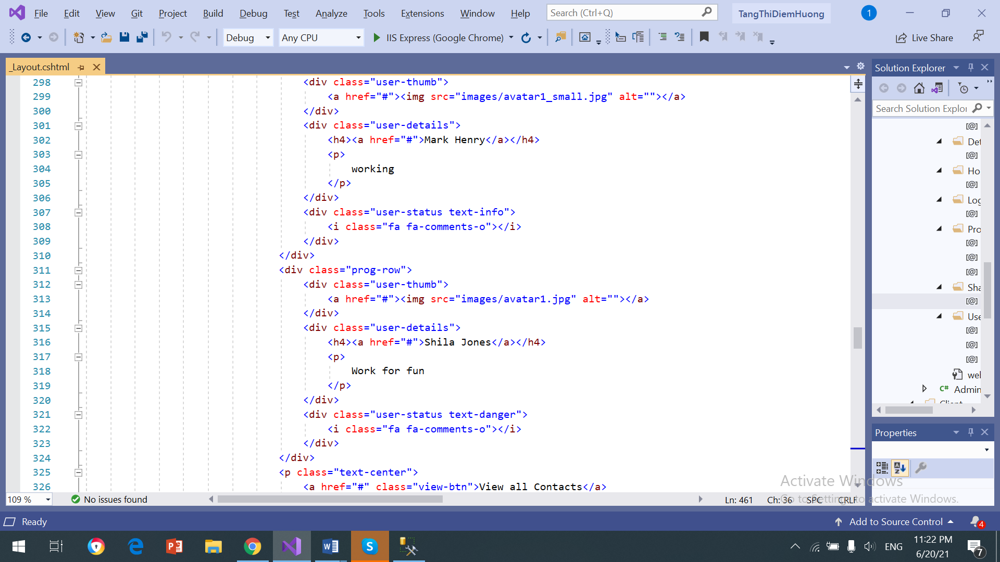 File Edit View Git Project Build Debug Test Analyze Tools Extensions Window Help Search (Ctrl+Q) TangThiDiemHuong 1
Debug Any CPU IIS Express (Google Chrome) Live Share
_Layout.cshtml
298 <div class="user-thumb">
299 <a href="#"><img src="images/avatar1_small.jpg" alt=""></a>
300 </div>
301 <div class="user-details">
302 <h4><a href="#">Mark Henry</a></h4>
303 <p>
304 working
305 </p>
306 </div>
307 <div class="user-status text-info">
308 <i class="fa fa-comments-o"></i>
309 </div>
310 </div>
311 <div class="prog-row">
312 <div class="user-thumb">
313 <a href="#"><img src="images/avatar1.jpg" alt=""></a>
314 </div>
315 <div class="user-details">
316 <h4><a href="#">Shila Jones</a></h4>
317 <p>
318 Work for fun
319 </p>
320 </div>
321 <div class="user-status text-danger">
322 <i class="fa fa-comments-o"></i>
323 </div>
324 </div>
325 <p class="text-center">
326 <a href="#" class="view-btn">View all Contacts</a>
109 % No issues found Ln: 461 Ch: 36 SPC CRLF
Solution Explorer
Search Solution Explor
[@]
Det
[@]
Ho
[@]
Log
[@]
Pro
[@]
[@]
[@]
Sha
[@]
Use
[@]
[@]
[@]
wel
C# Admin
Client
Properties
Activate Windows
Go to Settings to activate Windows.
Ready Add to Source Control 4
ENG 11:22 PM
6/20/21 7